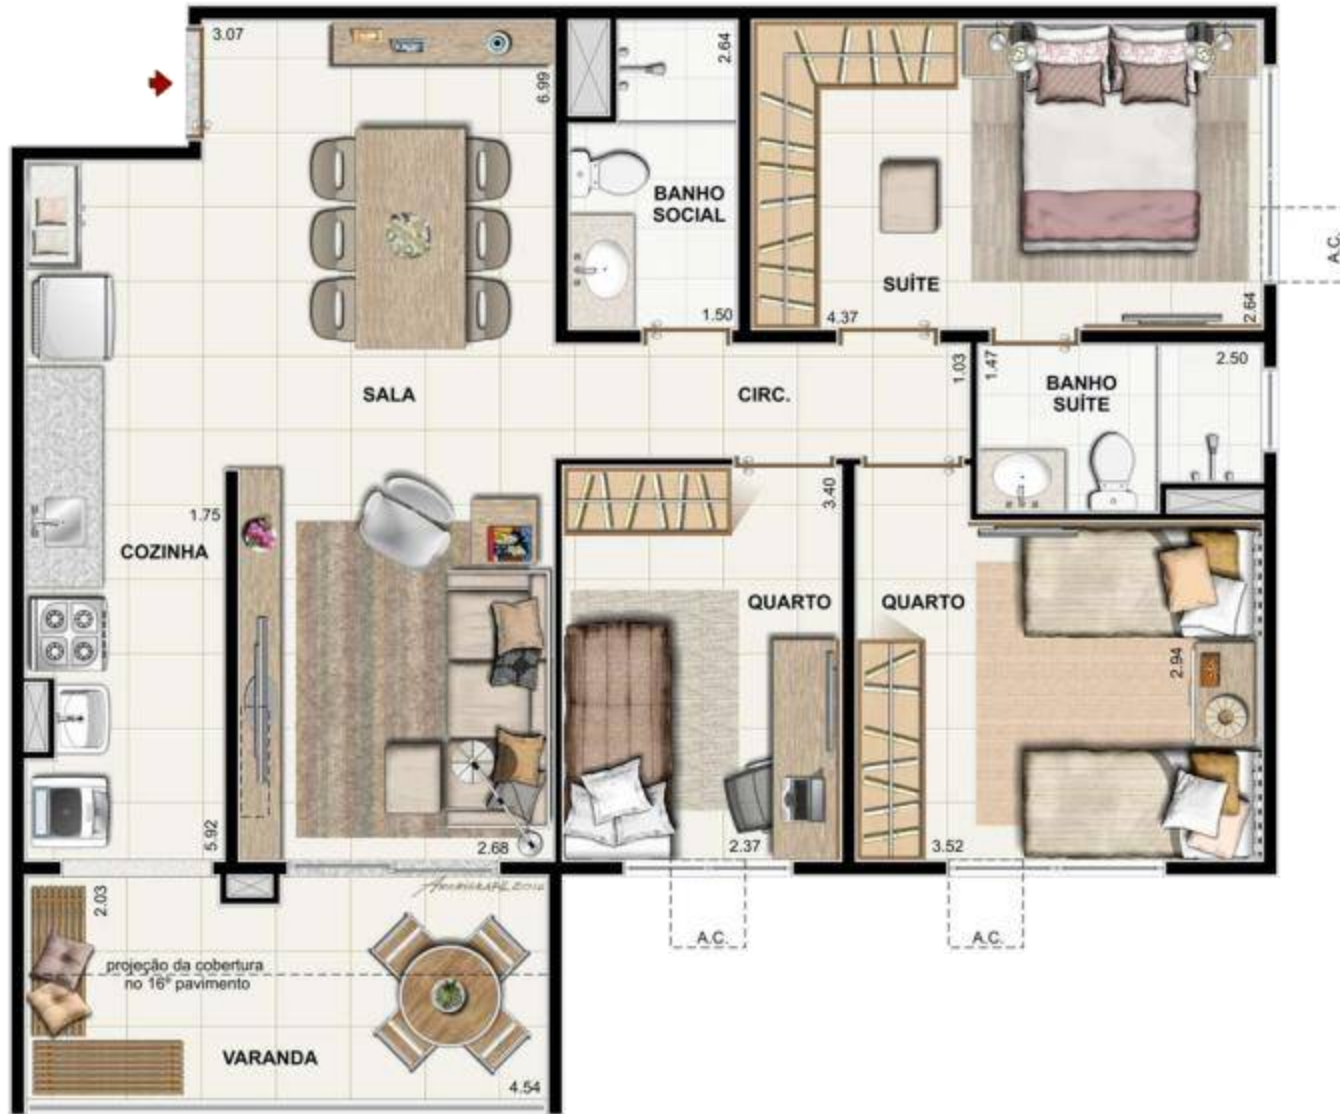 3.07
6.99
2.64
BANHO
SOCIAL
1.50
SUÍTE
4.37
2.64
A.C.
SALA
CIRC.
1.03
1.47
BANHO
SUÍTE
2.50
1.75
COZINHA
3.40
QUARTO
QUARTO
2.94
5.92
2.68
2.37
3.52
2.03
A.C.
A.C.
projeção da cobertura
no 16º pavimento
VARANDA
4.54